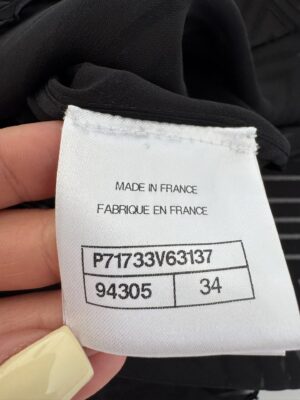 MADE IN FRANCE
FABRIQUE EN FRANCE
P71733V63137
94305 34